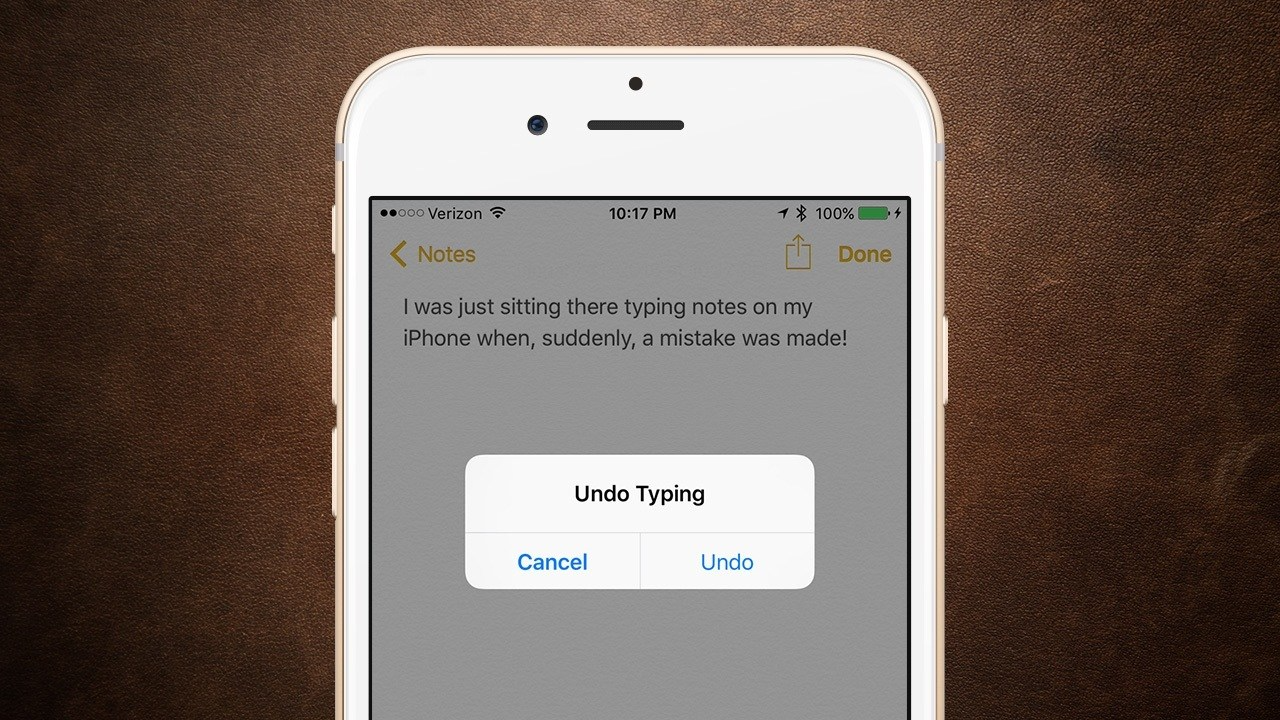 Verizon 10:17 PM 100%
Notes Done
I was just sitting there typing notes on my
iPhone when, suddenly, a mistake was made!
Undo Typing
Cancel Undo